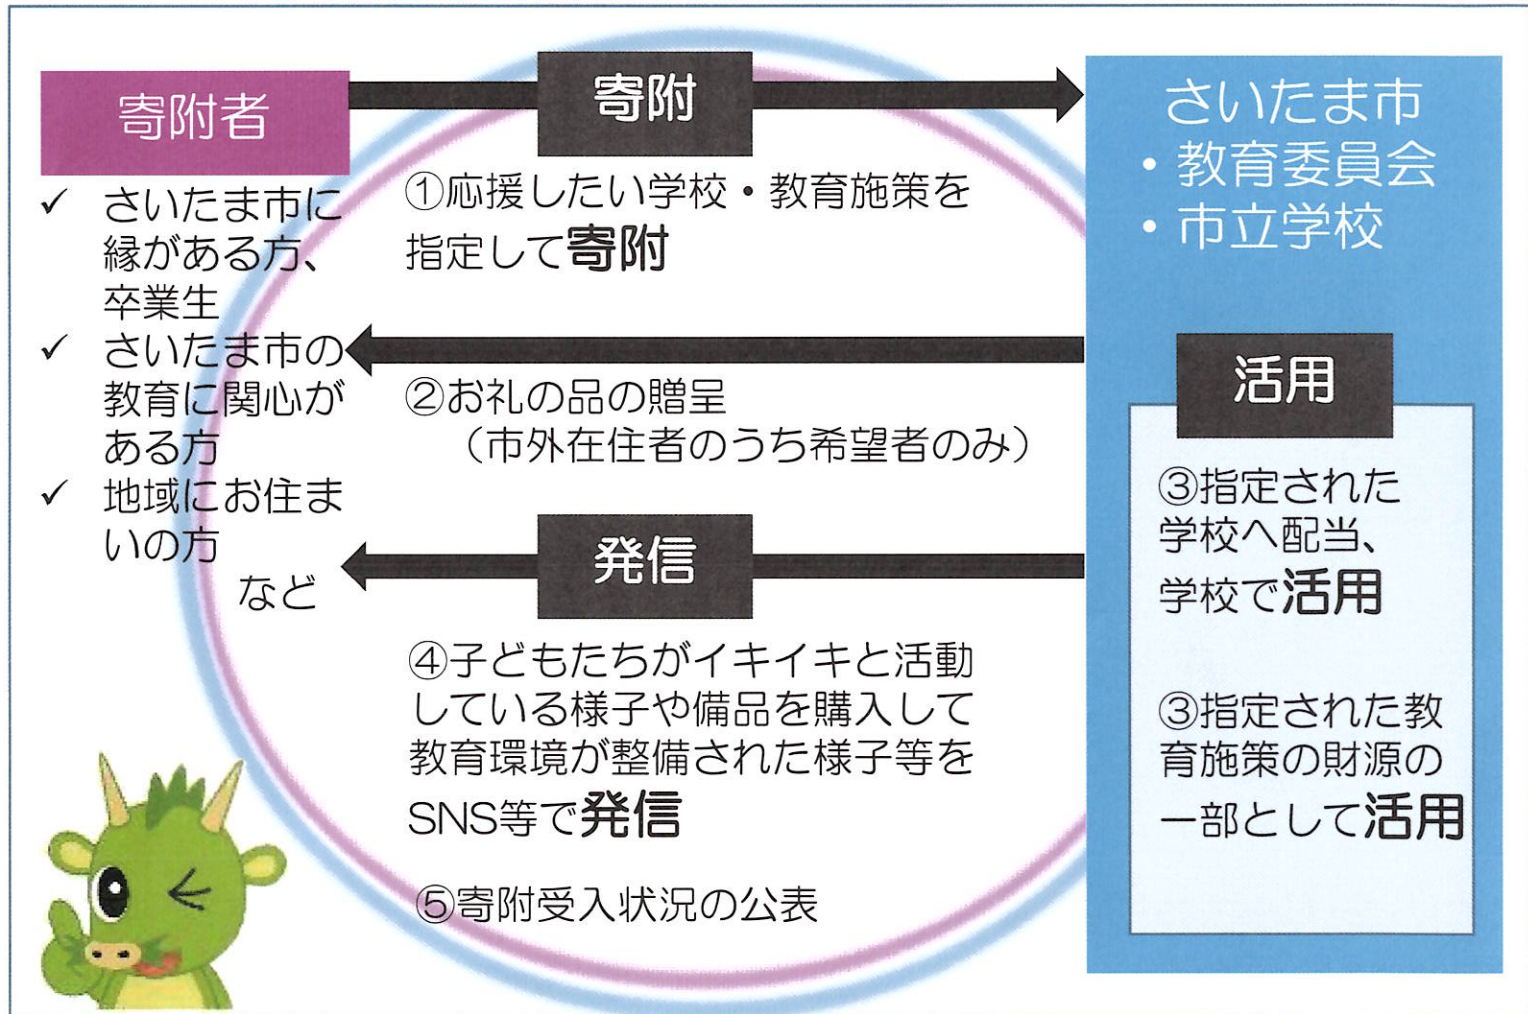 寄附者
✓ さいたま市に
縁がある方、
卒業生
✓ さいたま市の
教育に関心が
ある方
✓ 地域にお住ま
いの方
など
寄附
①応援したい学校・教育施策を
指定して寄附
②お礼の品の贈呈
（市外在住者のうち希望者のみ）
発信
④子どもたちがイキイキと活動
している様子や備品を購入して
教育環境が整備された様子等を
SNS等で発信
⑤寄附受入状況の公表
さいたま市
・教育委員会
・市立学校
活用
③指定された
学校へ配当、
学校で活用
③指定された教
育施策の財源の
一部として活用